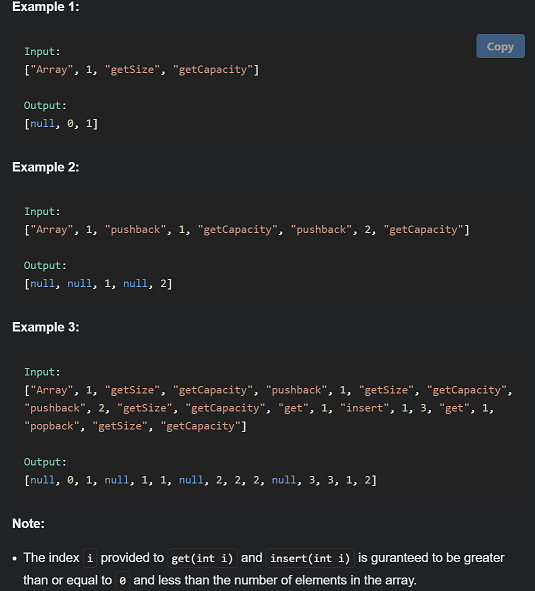 Example 1:
Copy
Input:
["Array", 1, "getSize", "getCapacity"]
Output:
[null, 0, 1]
Example 2:
Input:
["Array", 1, "pushback", 1, "getCapacity", "pushback", 2, "getCapacity"]
Output:
[null, null, 1, null, 2]
Example 3:
Input:
["Array", 1, "getSize", "getCapacity", "pushback", 1, "getSize", "getCapacity",
"pushback", 2, "getSize", "getCapacity", "get", 1, "insert", 1, 3, "get", 1,
"popback", "getSize", "getCapacity"]
Output:
[null, 0, 1, null, 1, 1, null, 2, 2, 2, null, 3, 3, 1, 2]
Note:
• The index i provided to get(int i) and insert(int i) is guranteed to be greater
than or equal to 0 and less than the number of elements in the array.